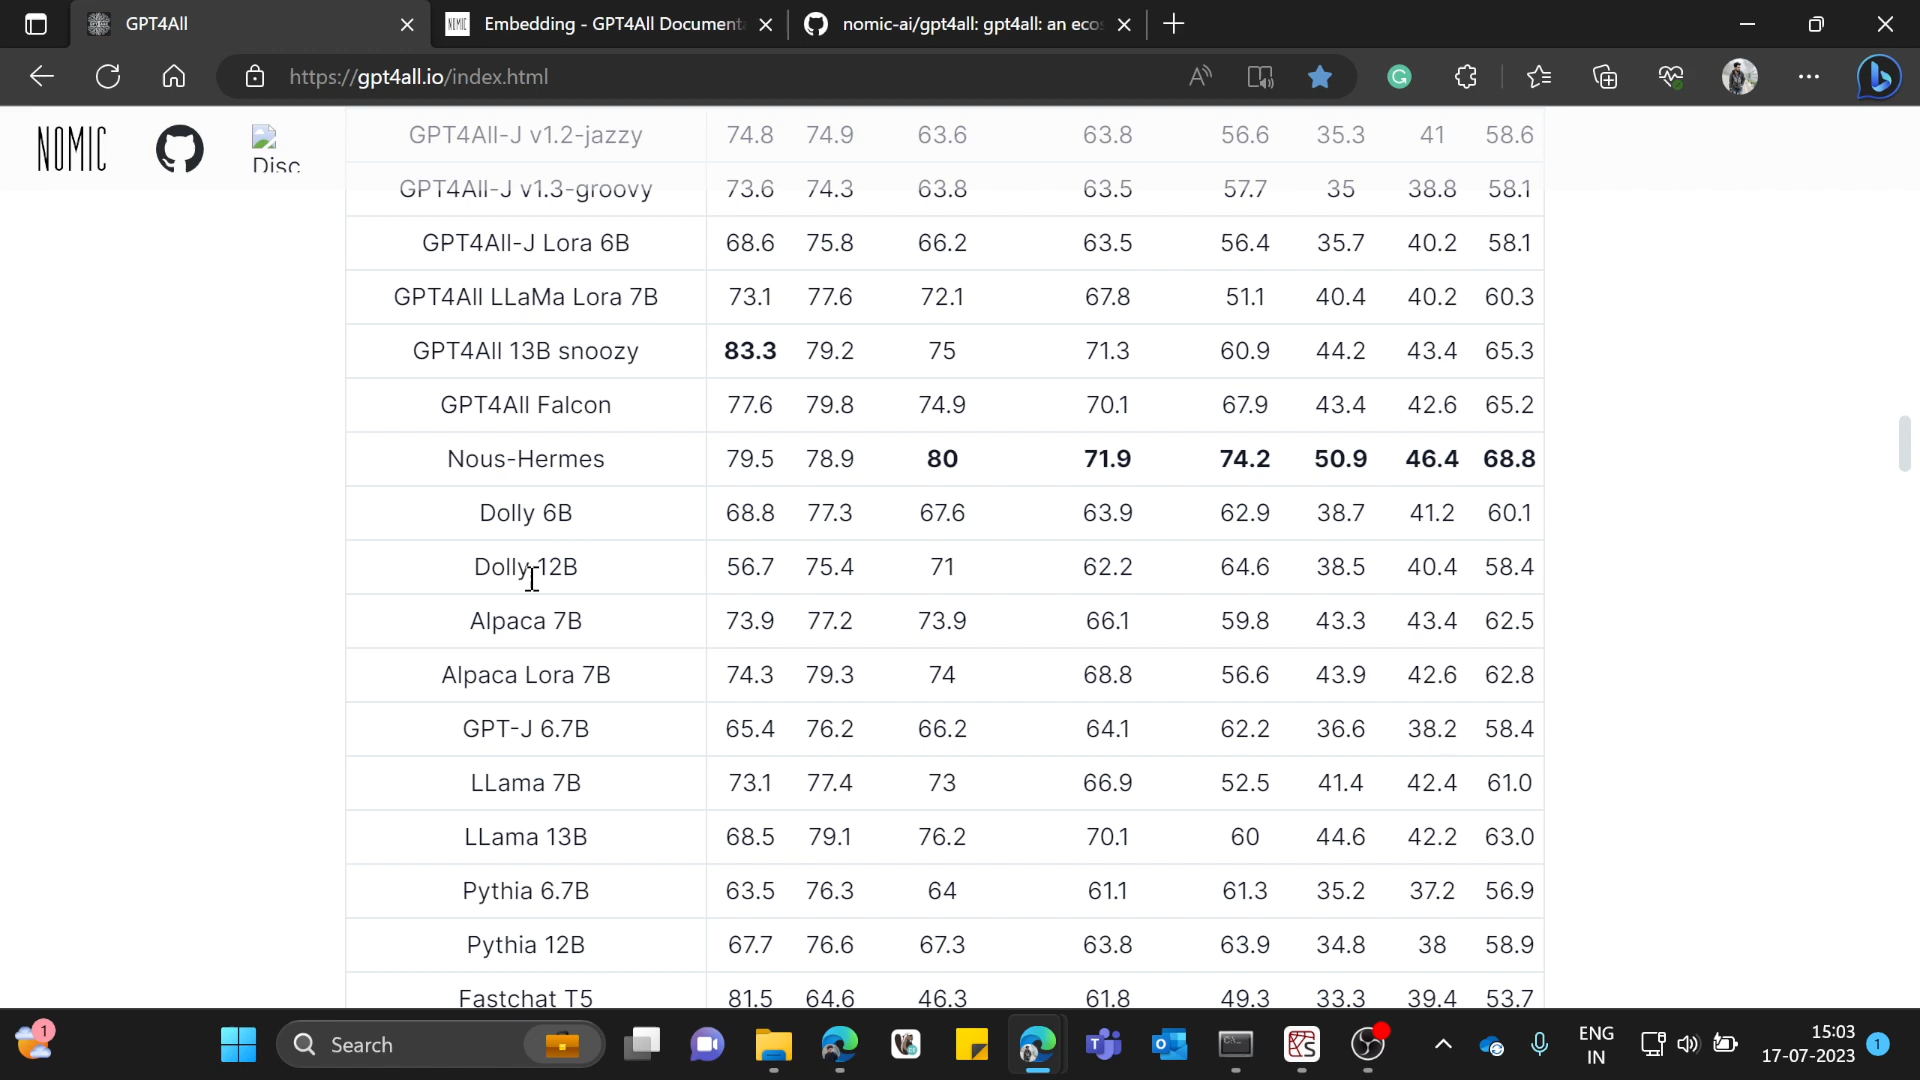 GPT4All
Embedding - GPT4All Documenta
nomic-ai/gpt4all: gpt4all: an ecos
https://gpt4all.io/index.html
NOMIC
Disc
GPT4All-J v1.2-jazzy 74.8 74.9 63.6 63.8 56.6 35.3 41 58.6
GPT4All-J v1.3-groovy 73.6 74.3 63.8 63.5 57.7 35 38.8 58.1
GPT4All-J Lora 6B 68.6 75.8 66.2 63.5 56.4 35.7 40.2 58.1
GPT4All LLaMa Lora 7B 73.1 77.6 72.1 67.8 51.1 40.4 40.2 60.3
GPT4All 13B snoozy 83.3 79.2 75 71.3 60.9 44.2 43.4 65.3
GPT4All Falcon 77.6 79.8 74.9 70.1 67.9 43.4 42.6 65.2
Nous-Hermes 79.5 78.9 80 71.9 74.2 50.9 46.4 68.8
Dolly 6B 68.8 77.3 67.6 63.9 62.9 38.7 41.2 60.1
Dolly 12B 56.7 75.4 71 62.2 64.6 38.5 40.4 58.4
Alpaca 7B 73.9 77.2 73.9 66.1 59.8 43.3 43.4 62.5
Alpaca Lora 7B 74.3 79.3 74 68.8 56.6 43.9 42.6 62.8
GPT-J 6.7B 65.4 76.2 66.2 64.1 62.2 36.6 38.2 58.4
LLama 7B 73.1 77.4 73 66.9 52.5 41.4 42.4 61.0
LLama 13B 68.5 79.1 76.2 70.1 60 44.6 42.2 63.0
Pythia 6.7B 63.5 76.3 64 61.1 61.3 35.2 37.2 56.9
Pythia 12B 67.7 76.6 67.3 63.8 63.9 34.8 38 58.9
Fastchat T5 81.5 64.6 46.3 61.8 49.3 33.3 39.4 53.7
1
Search
ENG
IN
15:03
17-07-2023
1